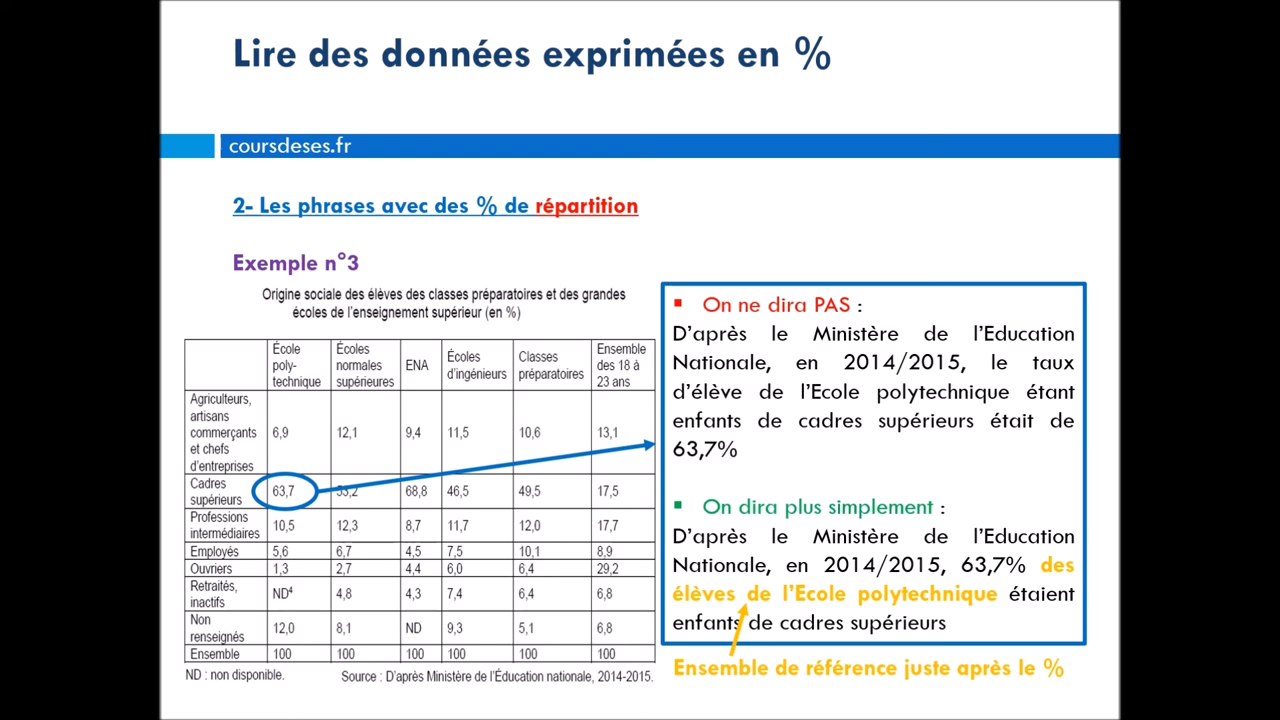 Lire des données exprimées en %
coursdeses.fr
2- Les phrases avec des % de répartition
Exemple n°3
Origine sociale des élèves des classes préparatoires et des grandes
écoles de l'enseignement supérieur (en %)
École poly-technique Écoles normales supérieures ENA Écoles d'ingénieurs Classes préparatoires Ensemble des 18 à 23 ans
Agriculteurs, artisans commerçants et chefs d'entreprises 6,9 12,1 9,4 11,5 10,6 13,1
Cadres supérieurs 63,7 53,2 68,8 46,5 49,5 17,5
Professions intermédiaires 10,5 12,3 8,7 11,7 12,0 17,7
Employés 5,6 6,7 4,5 7,5 10,1 8,9
Ouvriers 1,3 2,7 4,4 6,0 6,4 29,2
Retraités, inactifs ND⁴ 4,8 4,3 7,4 6,4 6,8
Non renseignés 12,0 8,1 ND 9,3 5,1 6,8
Ensemble 100 100 100 100 100 100
ND : non disponible.
Source : D'après Ministère de l'Éducation nationale, 2014-2015.
On ne dira PAS :
D'après le Ministère de l'Education
Nationale, en 2014/2015, le taux
d'élève de l'Ecole polytechnique étant
enfants de cadres supérieurs était de
63,7%
On dira plus simplement :
D'après le Ministère de l'Education
Nationale, en 2014/2015, 63,7% des
élèves de l'Ecole polytechnique étaient
enfants de cadres supérieurs
Ensemble de référence juste après le %